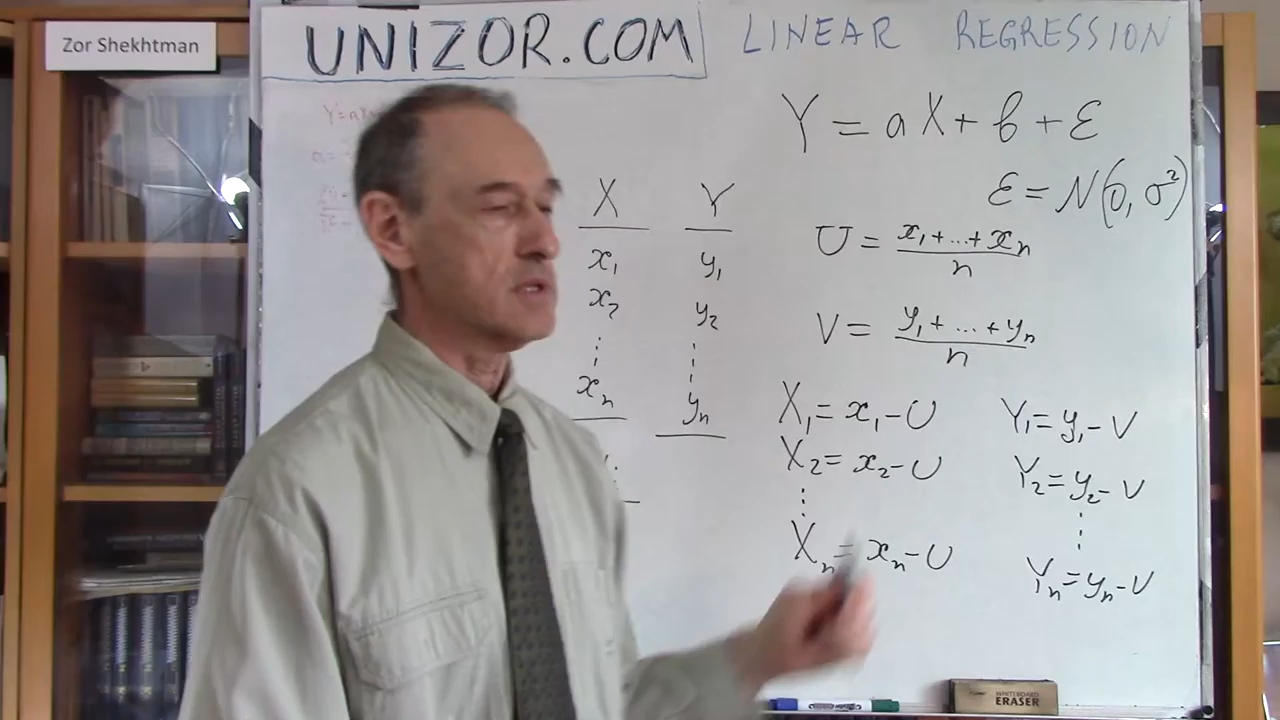 Zor Shekhtman
UNIZOR.COM LINEAR REGRESSION
Y = aX + b + ε
ε = N(0, σ²)
X Y
x₁ y₁
x₂ y₂
⋮ ⋮
xₙ yₙ
U = (x₁ + ... + xₙ) / n
V = (y₁ + ... + yₙ) / n
X₁ = x₁ - U Y₁ = y₁ - V
X₂ = x₂ - U Y₂ = y₂ - V
⋮ ⋮
Xₙ = xₙ - U Yₙ = yₙ - V
WHITEBOARD
ERASER